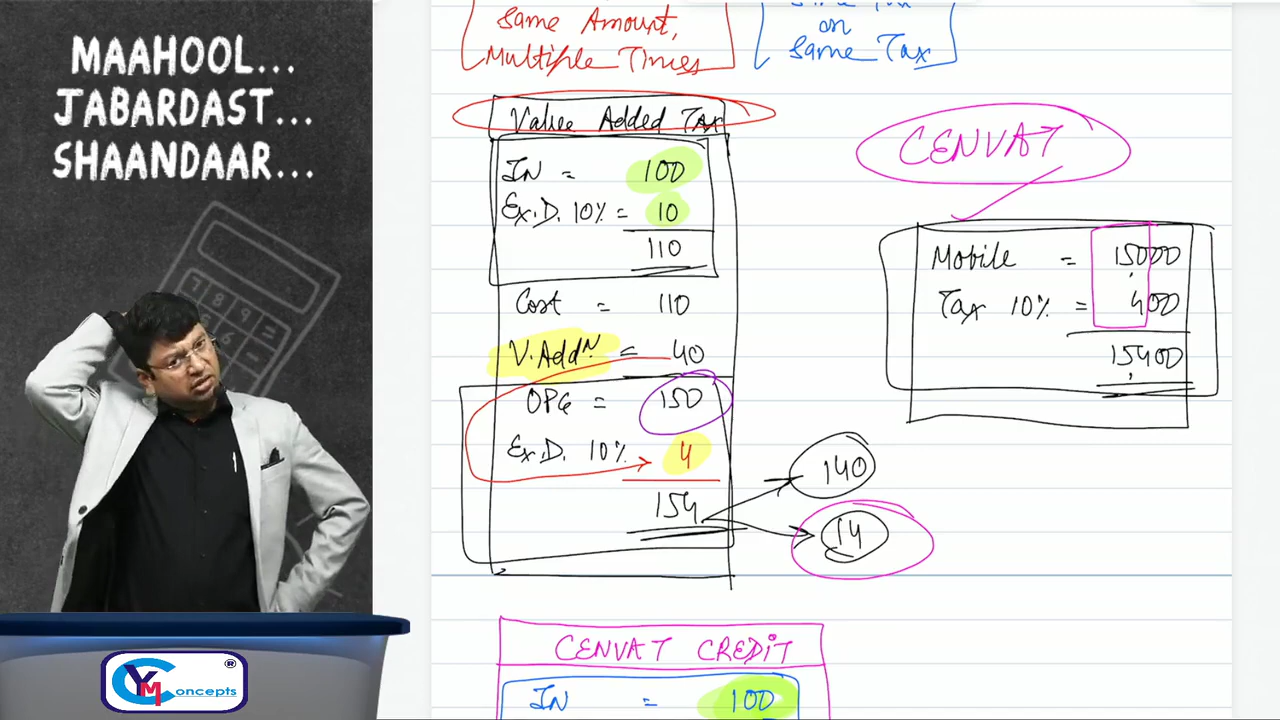 MAAHOOL...
JABARDAST...
SHAANDAAR...
Same Amount,
Multiple Times
on
Same Tax
Value Added Tax
IN = 100
Ex.D. 10% = 10
110
Cost = 110
V.Addn = 40
OPG = 150
Ex.D. 10% 4
154
140
14
CENVAT
Mobile = 15000
Tax 10% = 400
15400
CENVAT CREDIT
IN = 100
YM Concepts ®